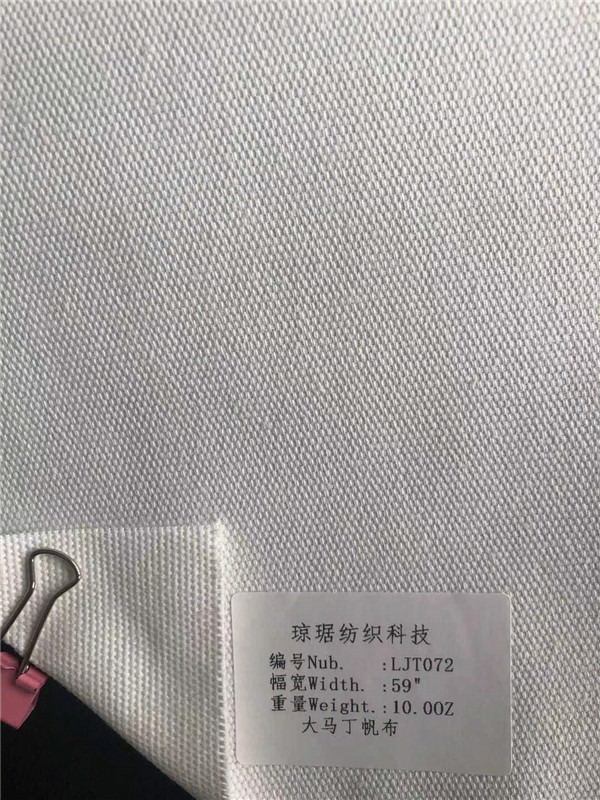 琼琚纺织科技
编号Nub. :LJT072
幅宽Width. :59"
重量Weight.:10.0OZ
大马丁帆布